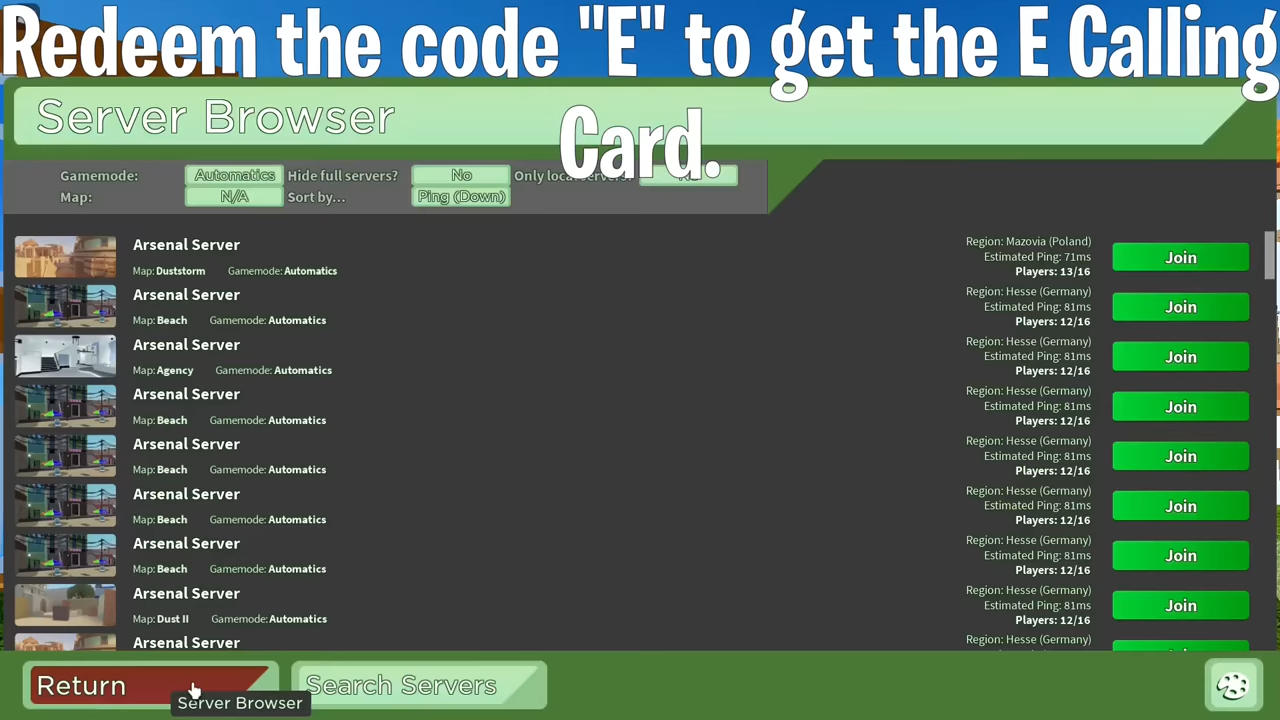 Redeem the code "E" to get the E Calling
Card.
Server Browser
Gamemode: Automatics Hide full servers? No Only local servers?
Map: N/A Sort by... Ping (Down)
Arsenal Server
Map: Duststorm Gamemode: Automatics
Region: Mazovia (Poland)
Estimated Ping: 71ms
Players: 13/16
Join
Arsenal Server
Map: Beach Gamemode: Automatics
Region: Hesse (Germany)
Estimated Ping: 81ms
Players: 12/16
Join
Arsenal Server
Map: Agency Gamemode: Automatics
Region: Hesse (Germany)
Estimated Ping: 81ms
Players: 12/16
Join
Arsenal Server
Map: Beach Gamemode: Automatics
Region: Hesse (Germany)
Estimated Ping: 81ms
Players: 12/16
Join
Arsenal Server
Map: Beach Gamemode: Automatics
Region: Hesse (Germany)
Estimated Ping: 81ms
Players: 12/16
Join
Arsenal Server
Map: Beach Gamemode: Automatics
Region: Hesse (Germany)
Estimated Ping: 81ms
Players: 12/16
Join
Arsenal Server
Map: Beach Gamemode: Automatics
Region: Hesse (Germany)
Estimated Ping: 81ms
Players: 12/16
Join
Arsenal Server
Map: Dust II Gamemode: Automatics
Region: Hesse (Germany)
Estimated Ping: 81ms
Players: 12/16
Join
Arsenal Server
Region: Hesse (Germany)
Return
Search Servers
Server Browser